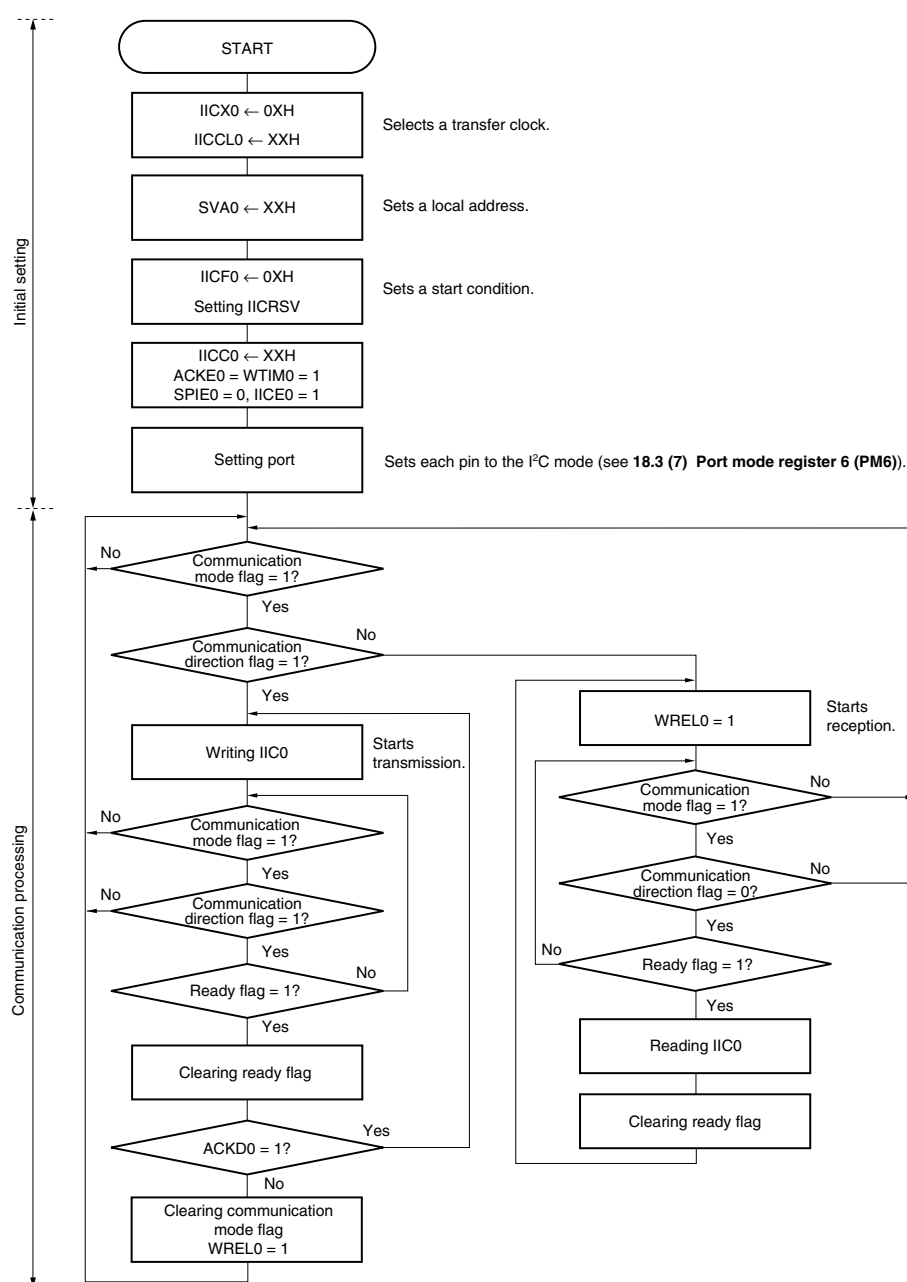 START
IICX0 ← 0XH
IICCL0 ← XXH
Selects a transfer clock.
SVA0 ← XXH
Sets a local address.
IICF0 ← 0XH
Setting IICRSV
Sets a start condition.
IICC0 ← XXH
ACKE0 = WTIM0 = 1
SPIE0 = 0, IICE0 = 1
Setting port
Sets each pin to the I²C mode (see 18.3 (7) Port mode register 6 (PM6)).
Initial setting
No
Communication
mode flag = 1?
Yes
Communication
direction flag = 1?
No
Yes
Writing IIC0
Starts
transmission.
No
Communication
mode flag = 1?
Yes
No
Communication
direction flag = 1?
Yes
Ready flag = 1?
No
Yes
Clearing ready flag
ACKD0 = 1?
Yes
No
Clearing communication
mode flag
WREL0 = 1
WREL0 = 1
Starts
reception.
Communication
mode flag = 1?
No
Yes
Communication
direction flag = 0?
No
Yes
No
Ready flag = 1?
Yes
Reading IIC0
Clearing ready flag
Communication processing